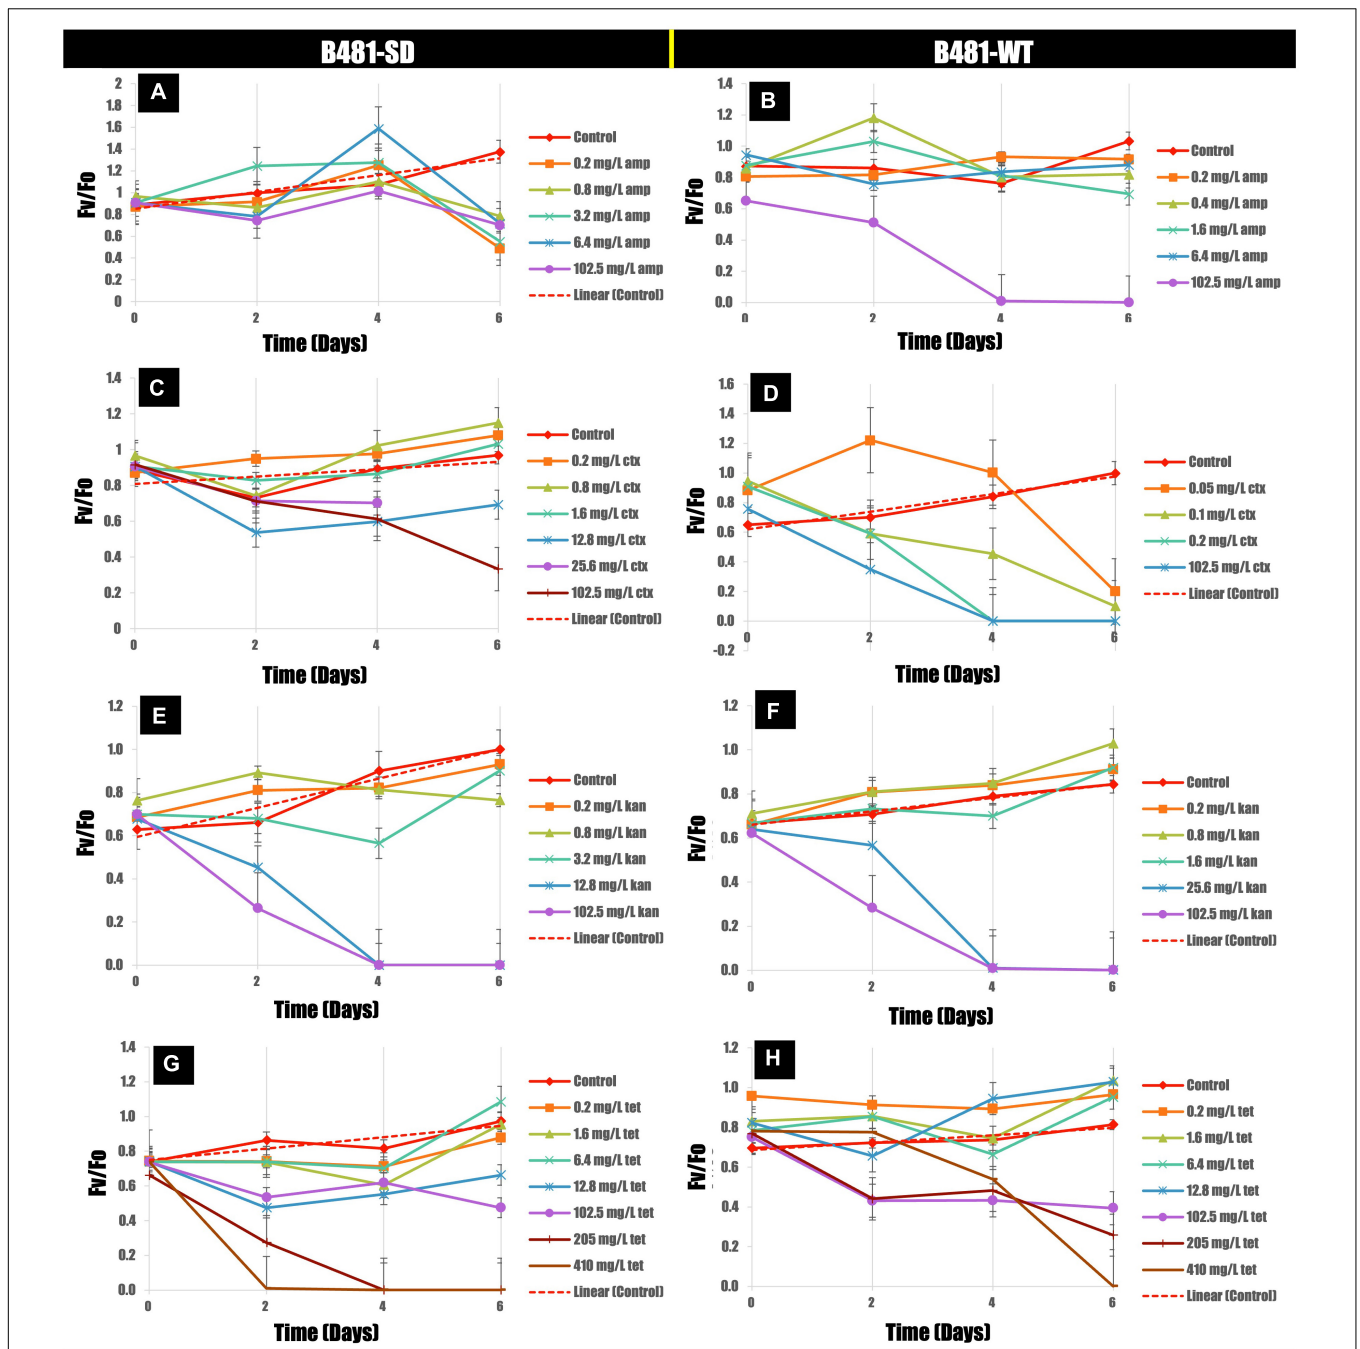 B481-SD
B481-WT
A
Fv/Fo
2
1.8
1.6
1.4
1.2
1
0.8
0.6
0.4
0.2
0
0 2 4 6
Time (Days)
Control
0.2 mg/L amp
0.8 mg/L amp
3.2 mg/L amp
6.4 mg/L amp
102.5 mg/L amp
Linear (Control)
B
Fv/Fo
1.4
1.2
1.0
0.8
0.6
0.4
0.2
0.0
0 2 4 6
Time (Days)
Control
0.2 mg/L amp
0.4 mg/L amp
1.6 mg/L amp
6.4 mg/L amp
102.5 mg/L amp
C
Fv/Fo
1.4
1.2
1
0.8
0.6
0.4
0.2
0
0 2 4 6
Time (Days)
Control
0.2 mg/L ctx
0.8 mg/L ctx
1.6 mg/L ctx
12.8 mg/L ctx
25.6 mg/L ctx
102.5 mg/L ctx
Linear (Control)
D
Fv/Fo
1.6
1.4
1.2
1.0
0.8
0.6
0.4
0.2
0.0
-0.2
0 2 4 6
Time (Days)
Control
0.05 mg/L ctx
0.1 mg/L ctx
0.2 mg/L ctx
102.5 mg/L ctx
Linear (Control)
E
Fv/Fo
1.2
1.0
0.8
0.6
0.4
0.2
0.0
0 2 4 6
Time (Days)
Control
0.2 mg/L kan
0.8 mg/L kan
3.2 mg/L kan
12.8 mg/L kan
102.5 mg/L kan
Linear (Control)
F
Fv/Fo
1.2
1.0
0.8
0.6
0.4
0.2
0.0
0 2 4 6
Time (Days)
Control
0.2 mg/L kan
0.8 mg/L kan
1.6 mg/L kan
25.6 mg/L kan
102.5 mg/L kan
Linear (Control)
G
Fv/Fo
1.4
1.2
1.0
0.8
0.6
0.4
0.2
0.0
0 2 4 6
Time (Days)
Control
0.2 mg/L tet
1.6 mg/L tet
6.4 mg/L tet
12.8 mg/L tet
102.5 mg/L tet
205 mg/L tet
410 mg/L tet
Linear (Control)
H
Fv/Fo
1.2
1.0
0.8
0.6
0.4
0.2
0.0
0 2 4 6
Time (Days)
Control
0.2 mg/L tet
1.6 mg/L tet
6.4 mg/L tet
12.8 mg/L tet
102.5 mg/L tet
205 mg/L tet
410 mg/L tet
Linear (Control)